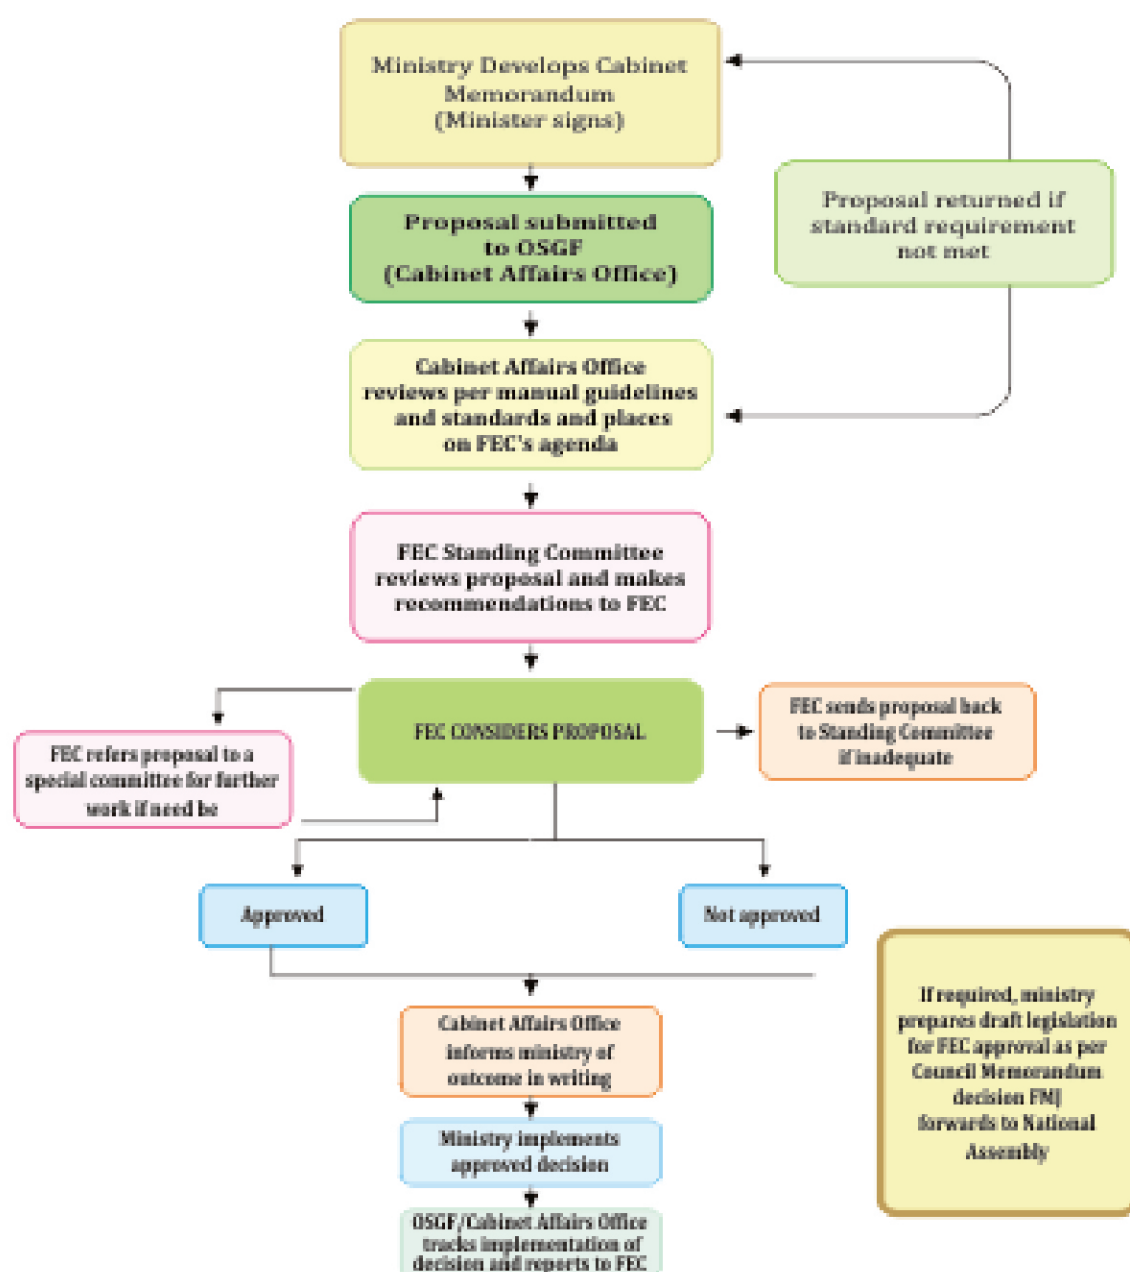 Ministry Develops Cabinet
Memorandum
(Minister signs)
Proposal submitted
to OSGF
(Cabinet Affairs Office)
Proposal returned if
standard requirement
not met
Cabinet Affairs Office
reviews per manual guidelines
and standards and places
on FEC's agenda
FEC Standing Committee
reviews proposal and makes
recommendations to FEC
FEC CONSIDERS PROPOSAL
FEC sends proposal back
to Standing Committee
if inadequate
FEC refers proposal to a
special committee for further
work if need be
Approved
Not approved
If required, ministry
prepares draft legislation
for FEC approval as per
Council Memorandum
decision FMJ
forwards to National
Assembly
Cabinet Affairs Office
informs ministry of
outcome in writing
Ministry implements
approved decision
OSGF/Cabinet Affairs Office
tracks implementation of
decision and reports to FEC